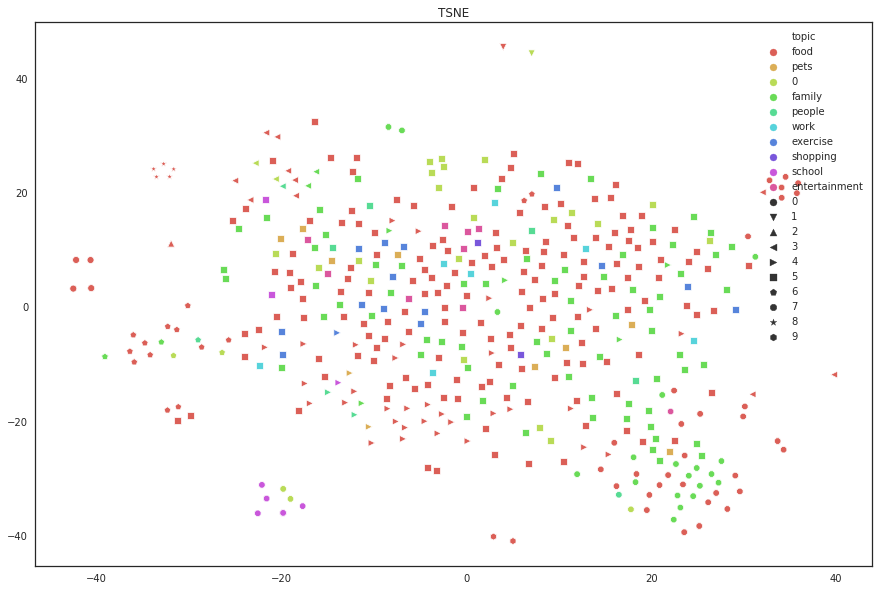 TSNE
topic
food
pets
0
family
people
work
exercise
shopping
school
entertainment
0
1
2
3
4
5
6
7
8
9
40
20
0
−20
−40
−40
−20
0
20
40